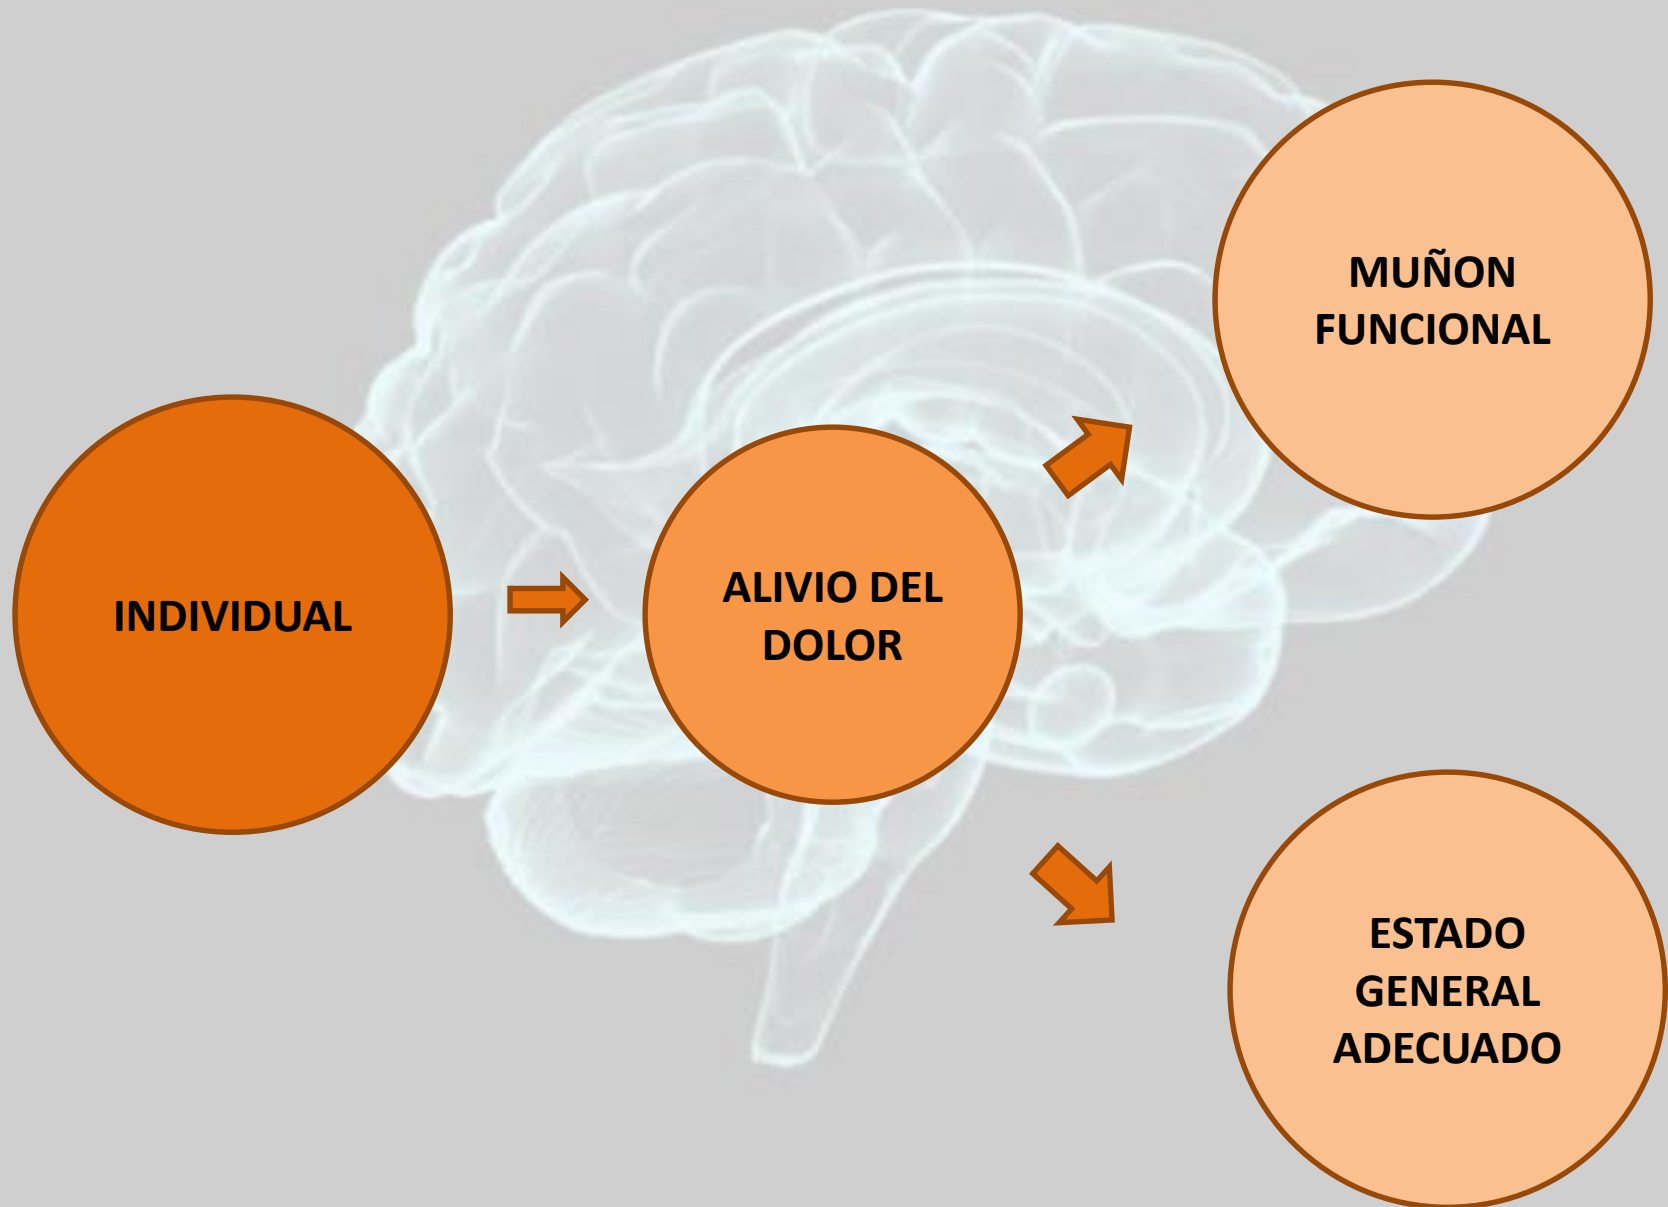 INDIVIDUAL
ALIVIO DEL
DOLOR
MUÑON
FUNCIONAL
ESTADO
GENERAL
ADECUADO